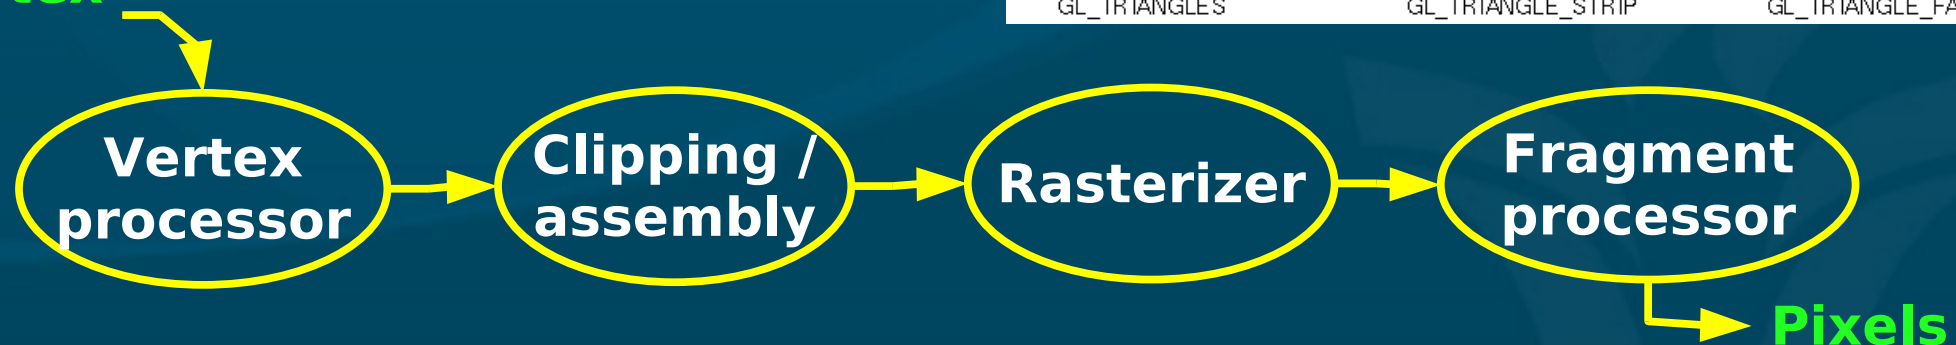 GL_TRIANGLES GL_TRIANGLE_STRIP
Vertex
processor
Clipping /
assembly
Rasterizer
Fragment
processor
Pixels